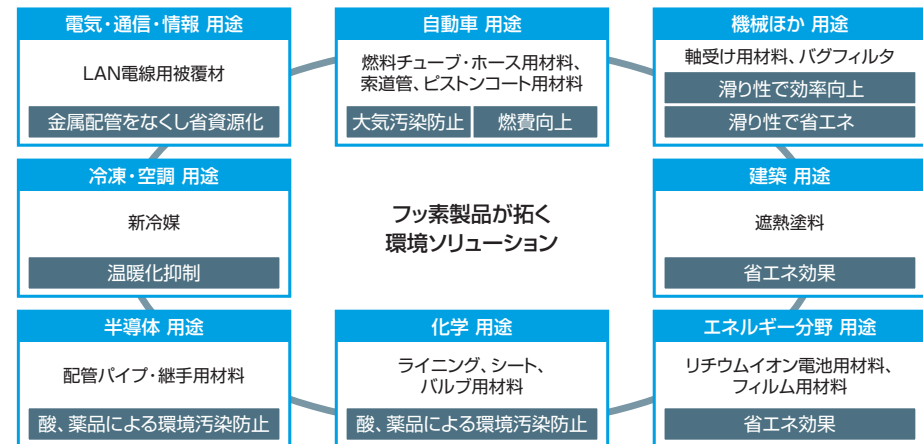 電気・通信・情報 用途
LAN電線用被覆材
金属配管をなくし省資源化
自動車 用途
燃料チューブ・ホース用材料、
索道管、ピストンコート用材料
大気汚染防止
燃費向上
機械ほか 用途
軸受け用材料、バグフィルタ
滑り性で効率向上
滑り性で省エネ
冷凍・空調 用途
新冷媒
温暖化抑制
フッ素製品が拓く
環境ソリューション
建築 用途
遮熱塗料
省エネ効果
半導体 用途
配管パイプ・継手用材料
酸、薬品による環境汚染防止
化学 用途
ライニング、シート、
バルブ用材料
酸、薬品による環境汚染防止
エネルギー分野 用途
リチウムイオン電池用材料、
フィルム用材料
省エネ効果